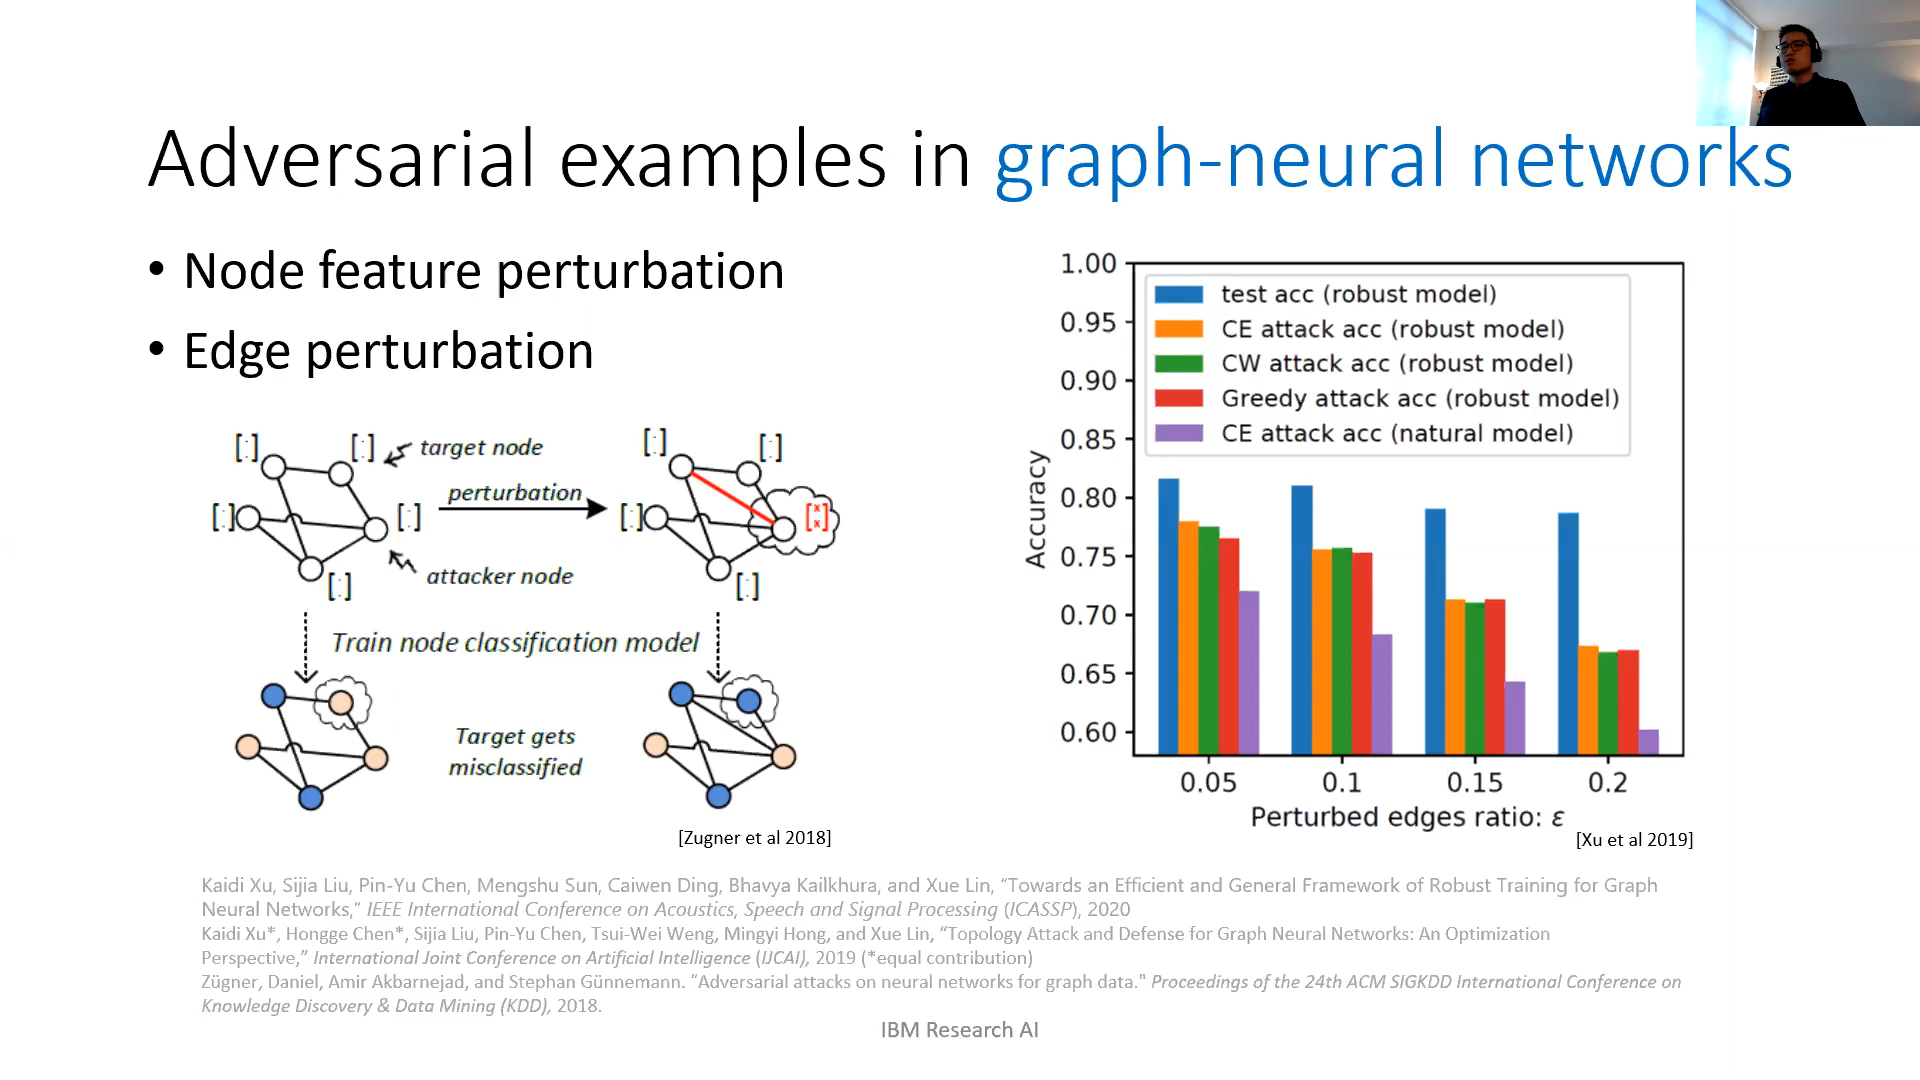 Adversarial examples in graph-neural networks
• Node feature perturbation
• Edge perturbation
[:]
[:]
target node
[:]
[:]
perturbation
attacker node
[:]
[:]
[:]
[:]
[x x]
[:]
Train node classification model
Target gets
misclassified
[Zugner et al 2018]
1.00
0.95
0.90
0.85
0.80
0.75
0.70
0.65
0.60
Accuracy
test acc (robust model)
CE attack acc (robust model)
CW attack acc (robust model)
Greedy attack acc (robust model)
CE attack acc (natural model)
0.05 0.1 0.15 0.2
Perturbed edges ratio: ε
[Xu et al 2019]
Kaidi Xu, Sijia Liu, Pin-Yu Chen, Mengshu Sun, Caiwen Ding, Bhavya Kailkhura, and Xue Lin, “Towards an Efficient and General Framework of Robust Training for Graph
Neural Networks,” IEEE International Conference on Acoustics, Speech and Signal Processing (ICASSP), 2020
Kaidi Xu*, Hongge Chen*, Sijia Liu, Pin-Yu Chen, Tsui-Wei Weng, Mingyi Hong, and Xue Lin, “Topology Attack and Defense for Graph Neural Networks: An Optimization
Perspective,” International Joint Conference on Artificial Intelligence (IJCAI), 2019 (*equal contribution)
Zügner, Daniel, Amir Akbarnejad, and Stephan Günnemann. “Adversarial attacks on neural networks for graph data." Proceedings of the 24th ACM SIGKDD International Conference on
Knowledge Discovery & Data Mining (KDD), 2018.
IBM Research AI